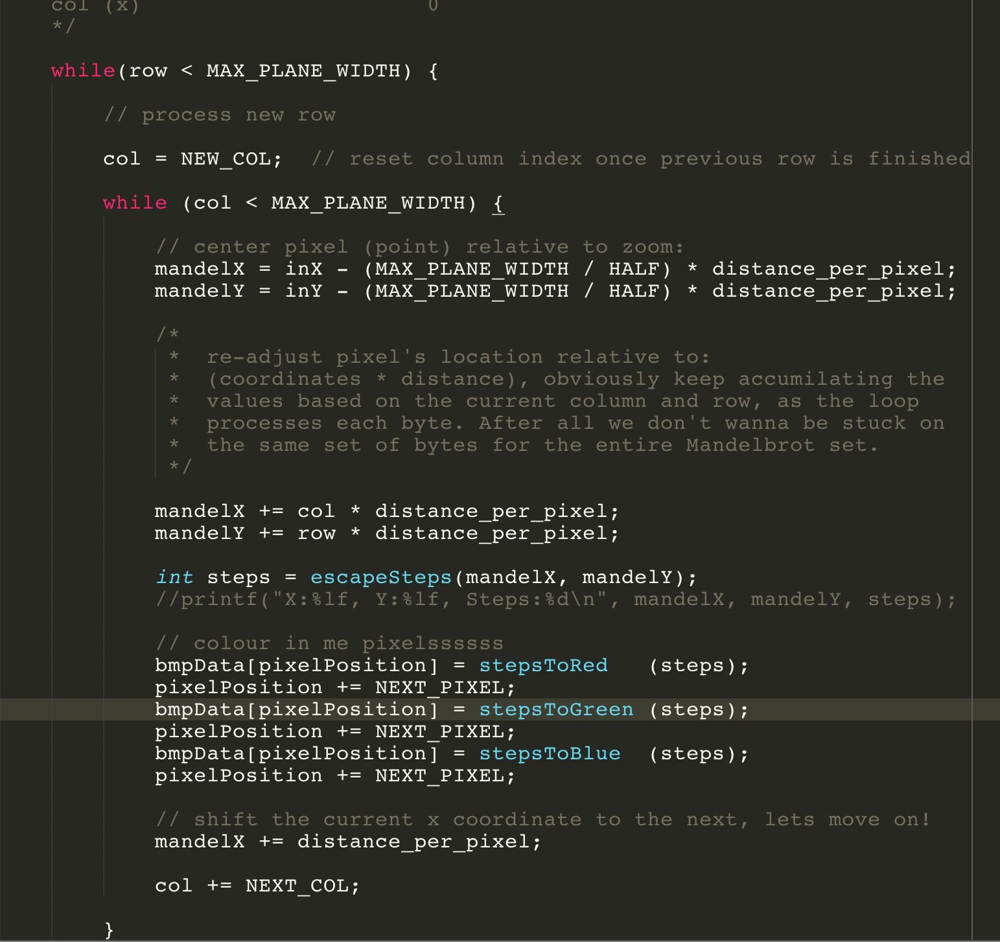 col (x)                      0
*/
while(row < MAX_PLANE_WIDTH) {
// process new row
col = NEW_COL;  // reset column index once previous row is finished
while (col < MAX_PLANE_WIDTH) {
// center pixel (point) relative to zoom:
mandelX = inX - (MAX_PLANE_WIDTH / HALF) * distance_per_pixel;
mandelY = inY - (MAX_PLANE_WIDTH / HALF) * distance_per_pixel;
/*
*  re-adjust pixel's location relative to:
*  (coordinates * distance), obviously keep accumilating the
*  values based on the current column and row, as the loop
*  processes each byte. After all we don't wanna be stuck on
*  the same set of bytes for the entire Mandelbrot set.
*/
mandelX += col * distance_per_pixel;
mandelY += row * distance_per_pixel;
int steps = escapeSteps(mandelX, mandelY);
//printf("X:%lf, Y:%lf, Steps:%d\n", mandelX, mandelY, steps);
// colour in me pixelssssss
bmpData[pixelPosition] = stepsToRed   (steps);
pixelPosition += NEXT_PIXEL;
bmpData[pixelPosition] = stepsToGreen (steps);
pixelPosition += NEXT_PIXEL;
bmpData[pixelPosition] = stepsToBlue  (steps);
pixelPosition += NEXT_PIXEL;
// shift the current x coordinate to the next, lets move on!
mandelX += distance_per_pixel;
col += NEXT_COL;
}